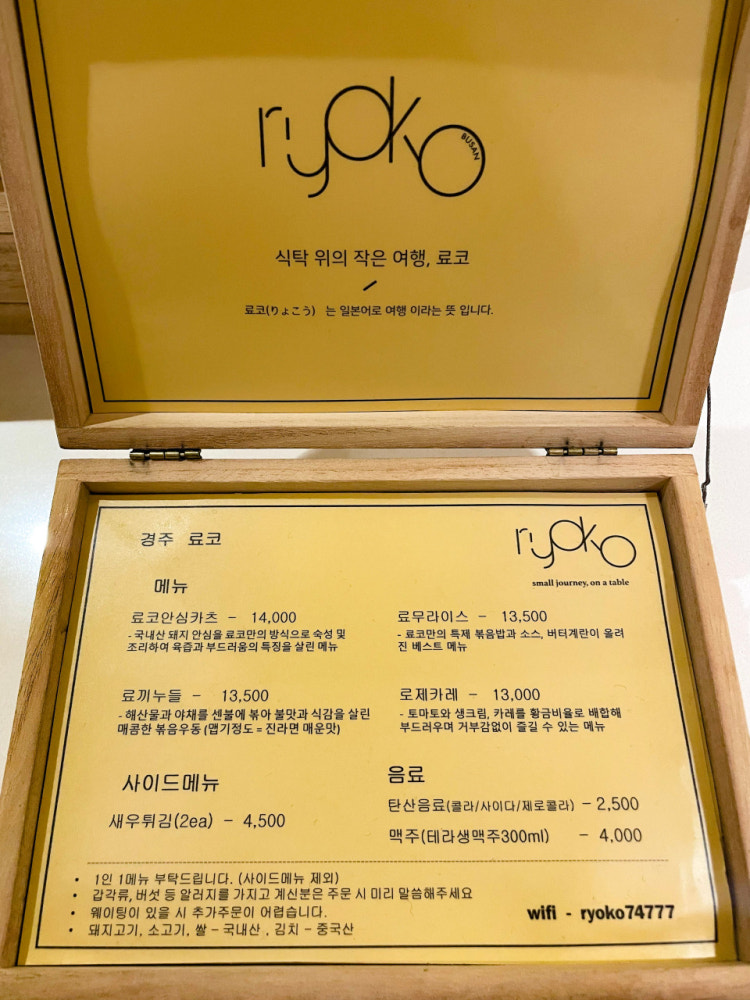 ryoko
BUSAN
식탁 위의 작은 여행, 료코
료코(りょこう) 는 일본어로 여행 이라는 뜻 입니다.
경주 료코
ryoko
small journey, on a table
메뉴
료코안심카츠 - 14,000
- 국내산 돼지 안심을 료코만의 방식으로 숙성 및
조리하여 육즙과 부드러움의 특징을 살린 메뉴
료무라이스 - 13,500
- 료코만의 특제 볶음밥과 소스, 버터계란이 올려
진 베스트 메뉴
료끼누들 - 13,500
- 해산물과 야채를 센불에 볶아 불맛과 식감을 살린
매콤한 볶음우동 (맵기정도 = 진라면 매운맛)
로제카레 - 13,000
- 토마토와 생크림, 카레를 황금비율로 배합해
부드러우며 거부감없이 즐길 수 있는 메뉴
사이드메뉴
새우튀김(2ea) - 4,500
음료
탄산음료(콜라/사이다/제로콜라) - 2,500
맥주(테라생맥주300ml) - 4,000
• 1인 1메뉴 부탁드립니다. (사이드메뉴 제외)
• 갑각류, 버섯 등 알러지를 가지고 계신분은 주문 시 미리 말씀해주세요
• 웨이팅이 있을 시 추가주문이 어렵습니다.
• 돼지고기, 소고기, 쌀 - 국내산 , 김치 - 중국산
wifi - ryoko74777